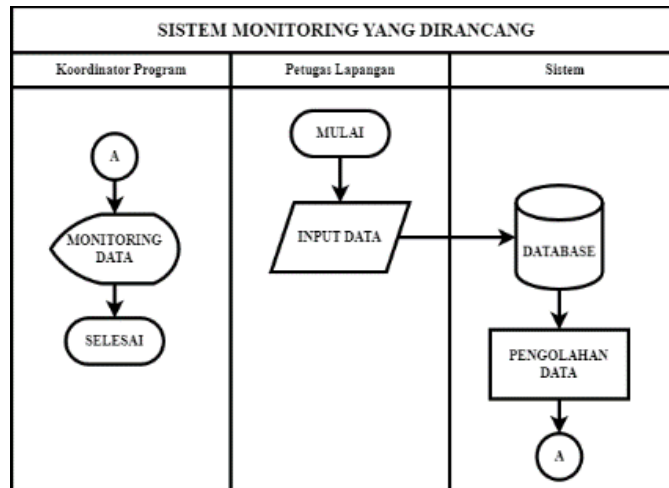 SISTEM MONITORING YANG DIRANCANG
Koordinator Program
Petugas Lapangan
Sistem
A
MONITORING
DATA
SELESAI
MULAI
INPUT DATA
DATABASE
PENGOLAHAN
DATA
A